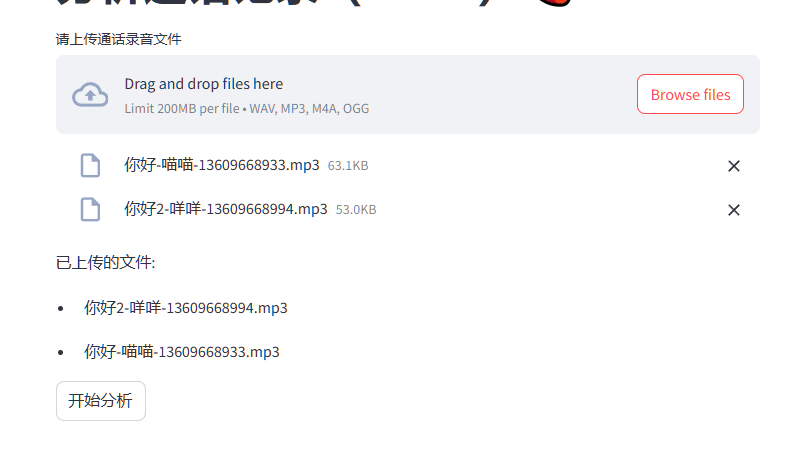 请上传通话录音文件
Drag and drop files here
Limit 200MB per file • WAV, MP3, M4A, OGG
Browse files
你好-喵喵-13609668933.mp3 63.1KB
你好2-咩咩-13609668994.mp3 53.0KB
已上传的文件:
• 你好2-咩咩-13609668994.mp3
• 你好-喵喵-13609668933.mp3
开始分析